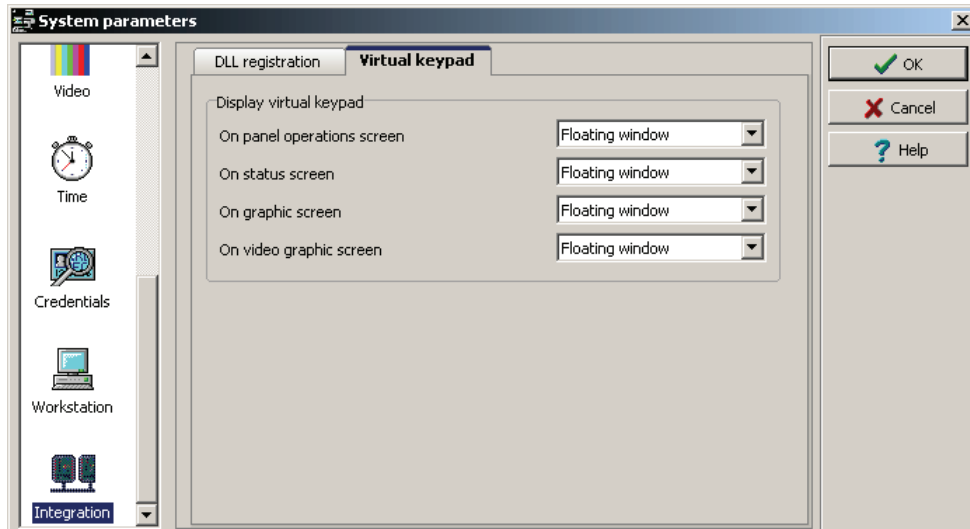 System parameters
Video
Time
Credentials
Workstation
Integration
DLL registration
Virtual keypad
Display virtual keypad
On panel operations screen Floating window
On status screen Floating window
On graphic screen Floating window
On video graphic screen Floating window
OK
Cancel
Help